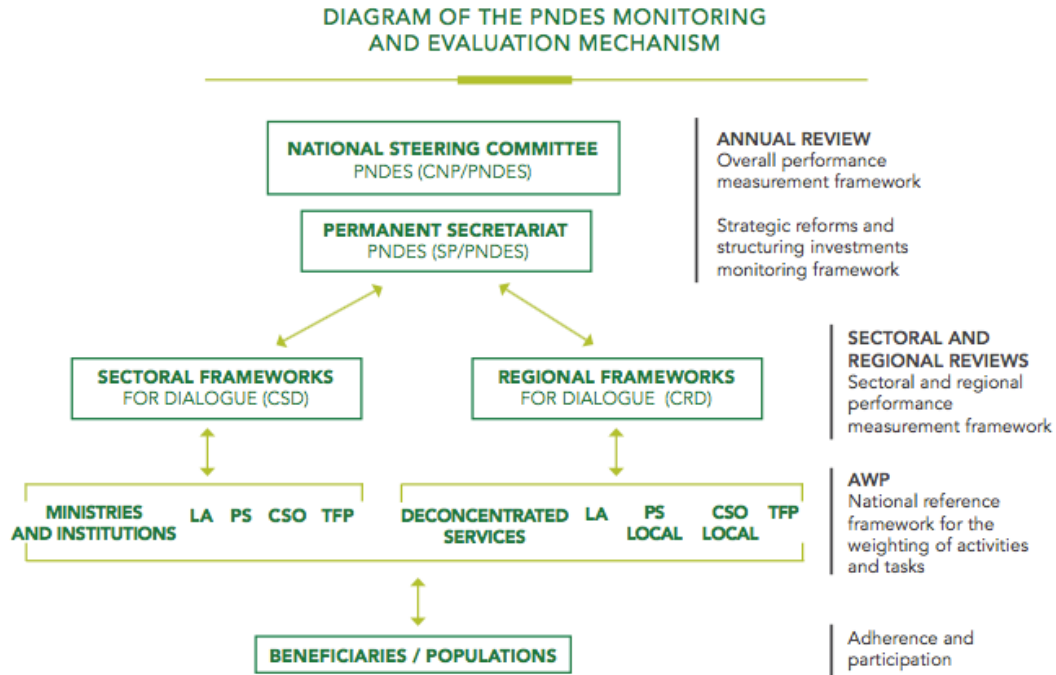 DIAGRAM OF THE PNDES MONITORING
AND EVALUATION MECHANISM
NATIONAL STEERING COMMITTEE
PNDES (CNP/PNDES)
PERMANENT SECRETARIAT
PNDES (SP/PNDES)
ANNUAL REVIEW
Overall performance
measurement framework
Strategic reforms and
structuring investments
monitoring framework
SECTORAL FRAMEWORKS
FOR DIALOGUE (CSD)
REGIONAL FRAMEWORKS
FOR DIALOGUE (CRD)
SECTORAL AND
REGIONAL REVIEWS
Sectoral and regional
performance
measurement framework
MINISTRIES
AND INSTITUTIONS
LA
PS
CSO
TFP
DECONCENTRATED
SERVICES
LA
PS
LOCAL
CSO
LOCAL
TFP
AWP
National reference
framework for the
weighting of activities
and tasks
BENEFICIARIES / POPULATIONS
Adherence and
participation